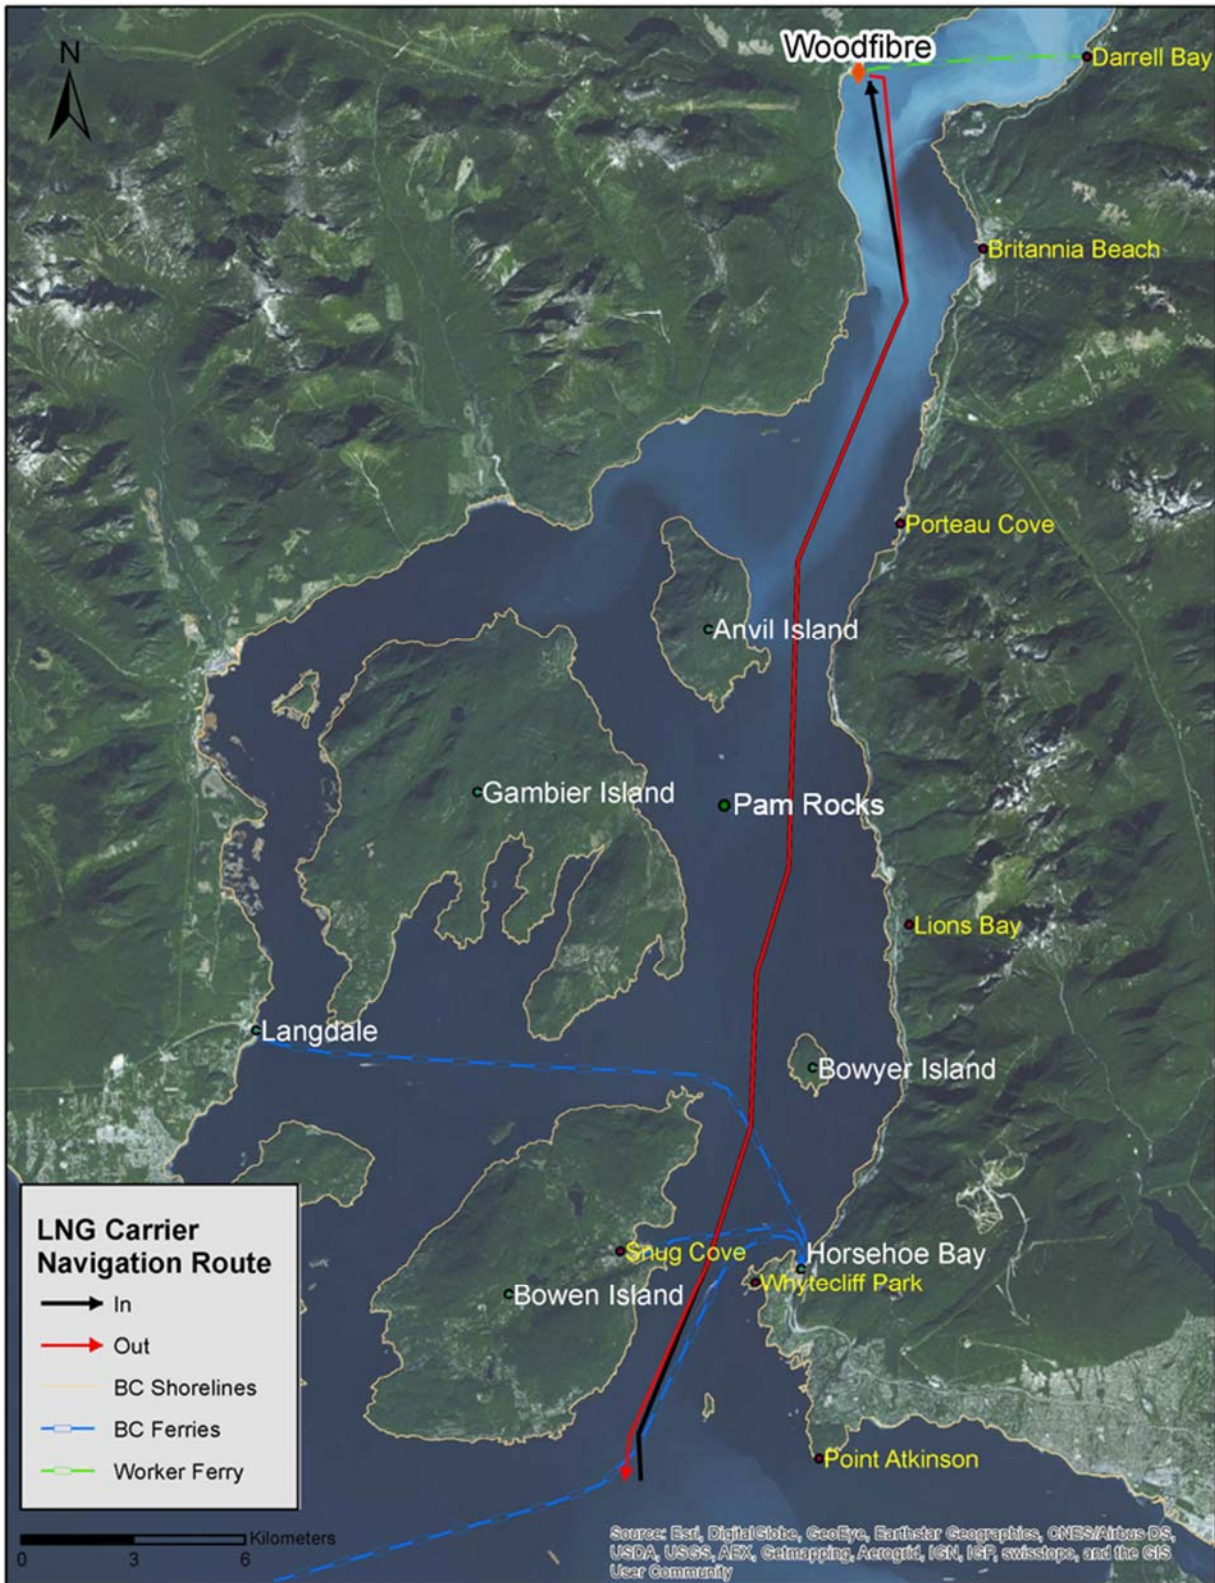 N
Woodfibre
Darrell Bay
Britannia Beach
Porteau Cove
Anvil Island
Gambier Island
Pam Rocks
Lions Bay
Langdale
Bowyer Island
Snug Cove
Horsehoe Bay
Whytecliff Park
Bowen Island
Point Atkinson
LNG Carrier
Navigation Route
In
Out
BC Shorelines
BC Ferries
Worker Ferry
Kilometers
0 3 6
Source: Esri, DigitalGlobe, GeoEye, Earthstar Geographics, CNES/Airbus DS,
USDA, USGS, AEX, Getmapping, Aerogrid, IGN, IGP, swisstopo, and the GIS
User Community